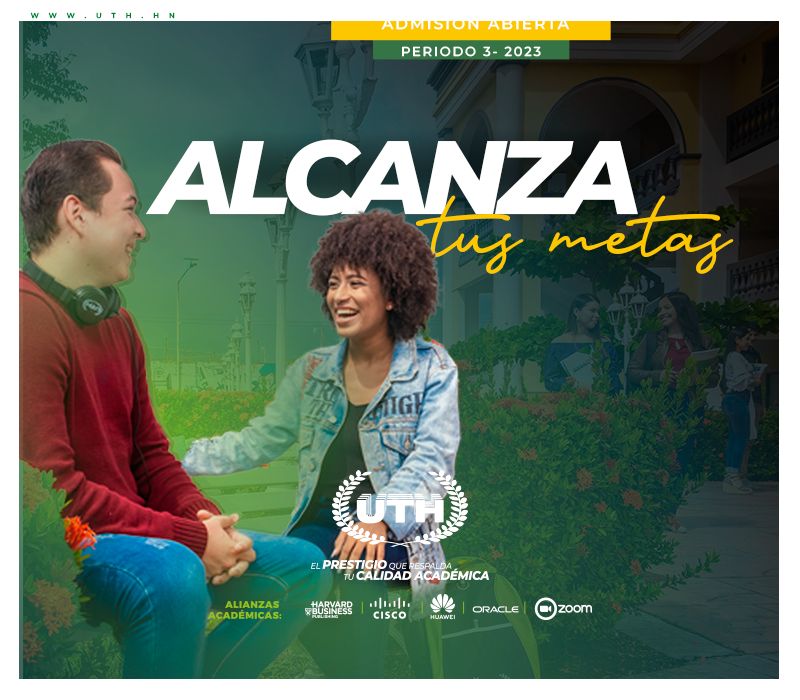 WWW.UTH.HN
ADMISIÓN ABIERTA
PERIODO 3- 2023
ALCANZA
tus metas
UTH
EL PRESTIGIO QUE RESPALDA
TU CALIDAD ACADÉMICA
ALIANZAS
ACADÉMICAS:
HARVARD
BUSINESS
PUBLISHING
CISCO
HUAWEI
ORACLE
zoom